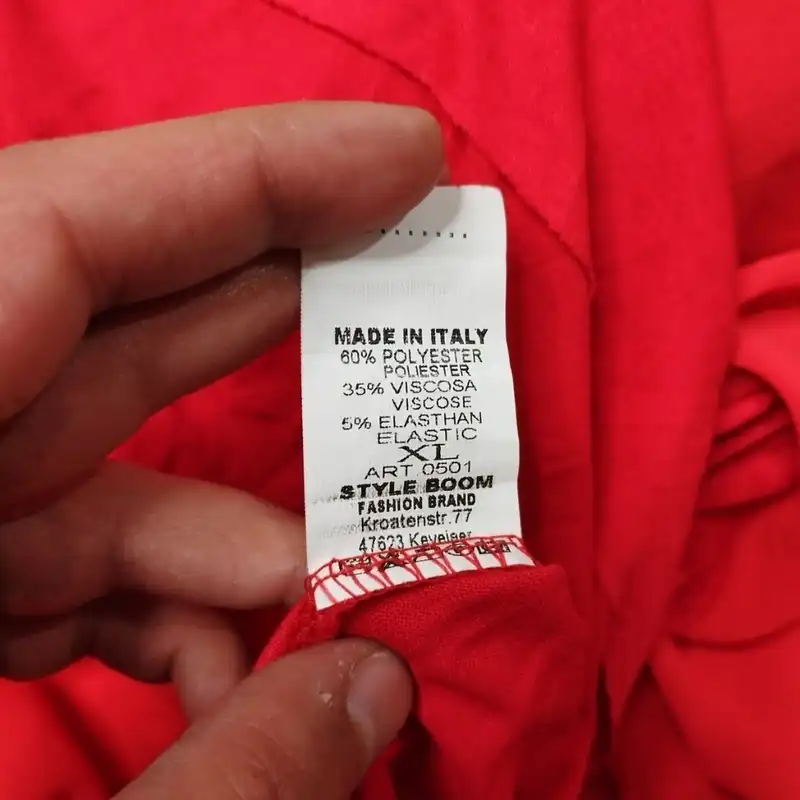 MADE IN ITALY
60% POLYESTER
POLIESTER
35% VISCOSA
VISCOSE
5% ELASTHAN
ELASTIC
XL
ART.0501
STYLE BOOM
FASHION BRAND
Kroatenstr.77
47623 Kevelaer